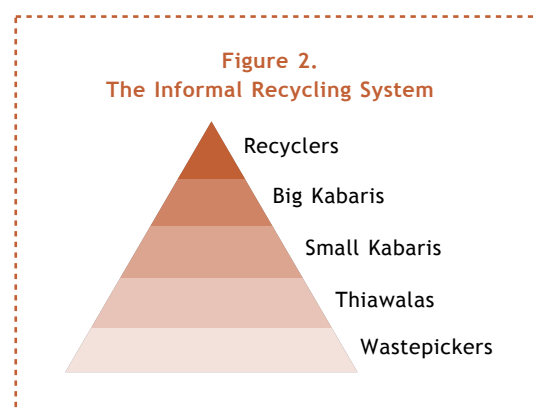 Figure 2.
The Informal Recycling System
Recyclers
Big Kabaris
Small Kabaris
Thiawalas
Wastepickers